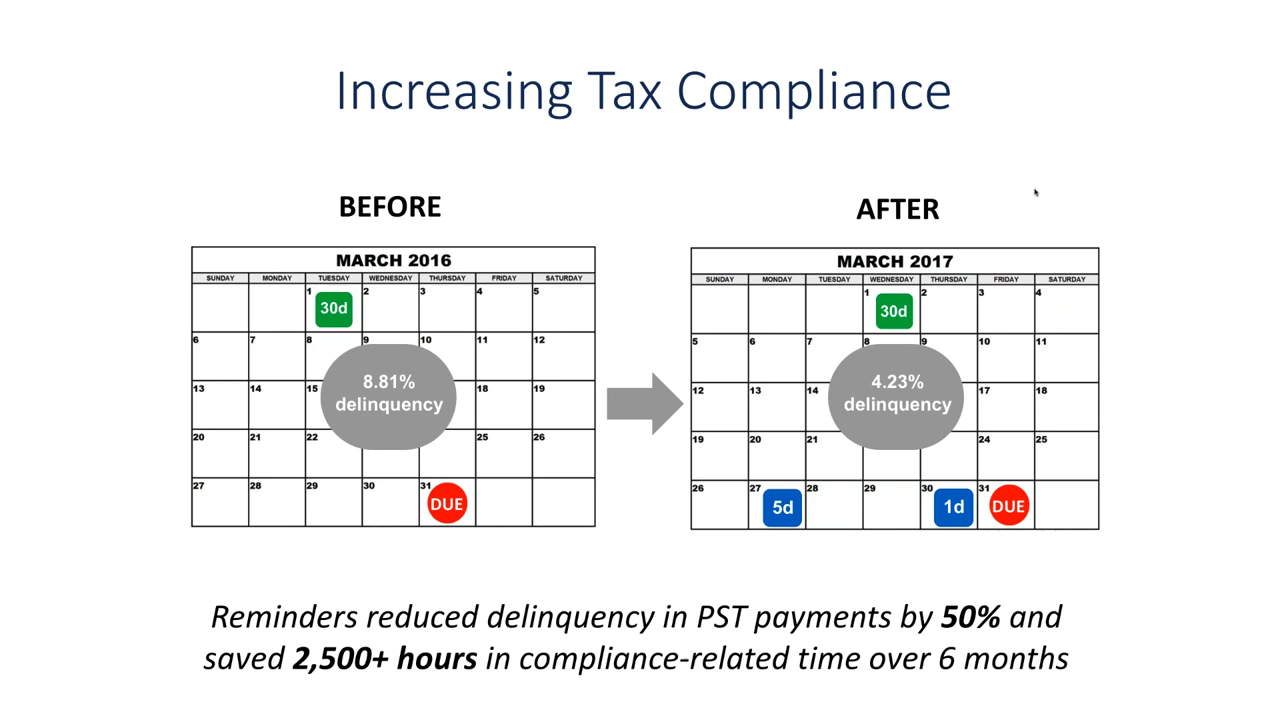 Increasing Tax Compliance
BEFORE
MARCH 2016
SUNDAY MONDAY TUESDAY WEDNESDAY THURSDAY FRIDAY SATURDAY
1 2 3 4 5
30d
6 7 8 9 10 11 12
8.81%
delinquency
13 14 15 18 19
20 21 22 25 26
27 28 29 30 31
DUE
AFTER
MARCH 2017
SUNDAY MONDAY TUESDAY WEDNESDAY THURSDAY FRIDAY SATURDAY
1 2 3 4
30d
5 6 7 8 9 10 11
4.23%
delinquency
12 13 14 17 18
19 20 21 24 25
26 27 28 29 30 31
5d 1d DUE
Reminders reduced delinquency in PST payments by 50% and
saved 2,500+ hours in compliance-related time over 6 months